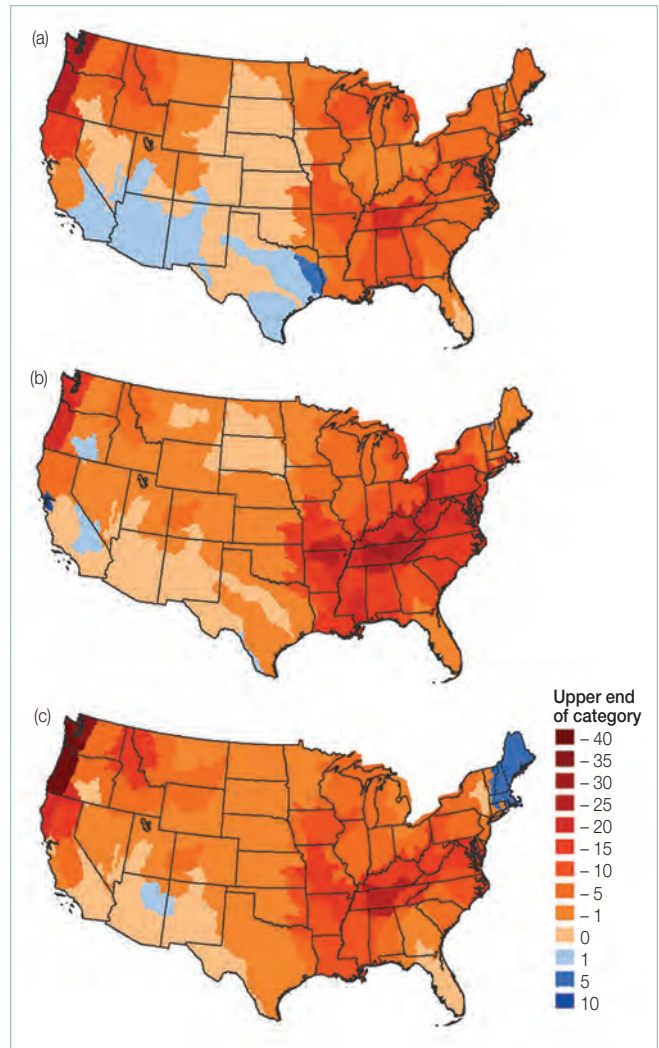 (a)
(b)
(c)
Upper end
of category
– 40
– 35
– 30
– 25
– 20
– 15
– 10
– 5
– 1
0
1
5
10